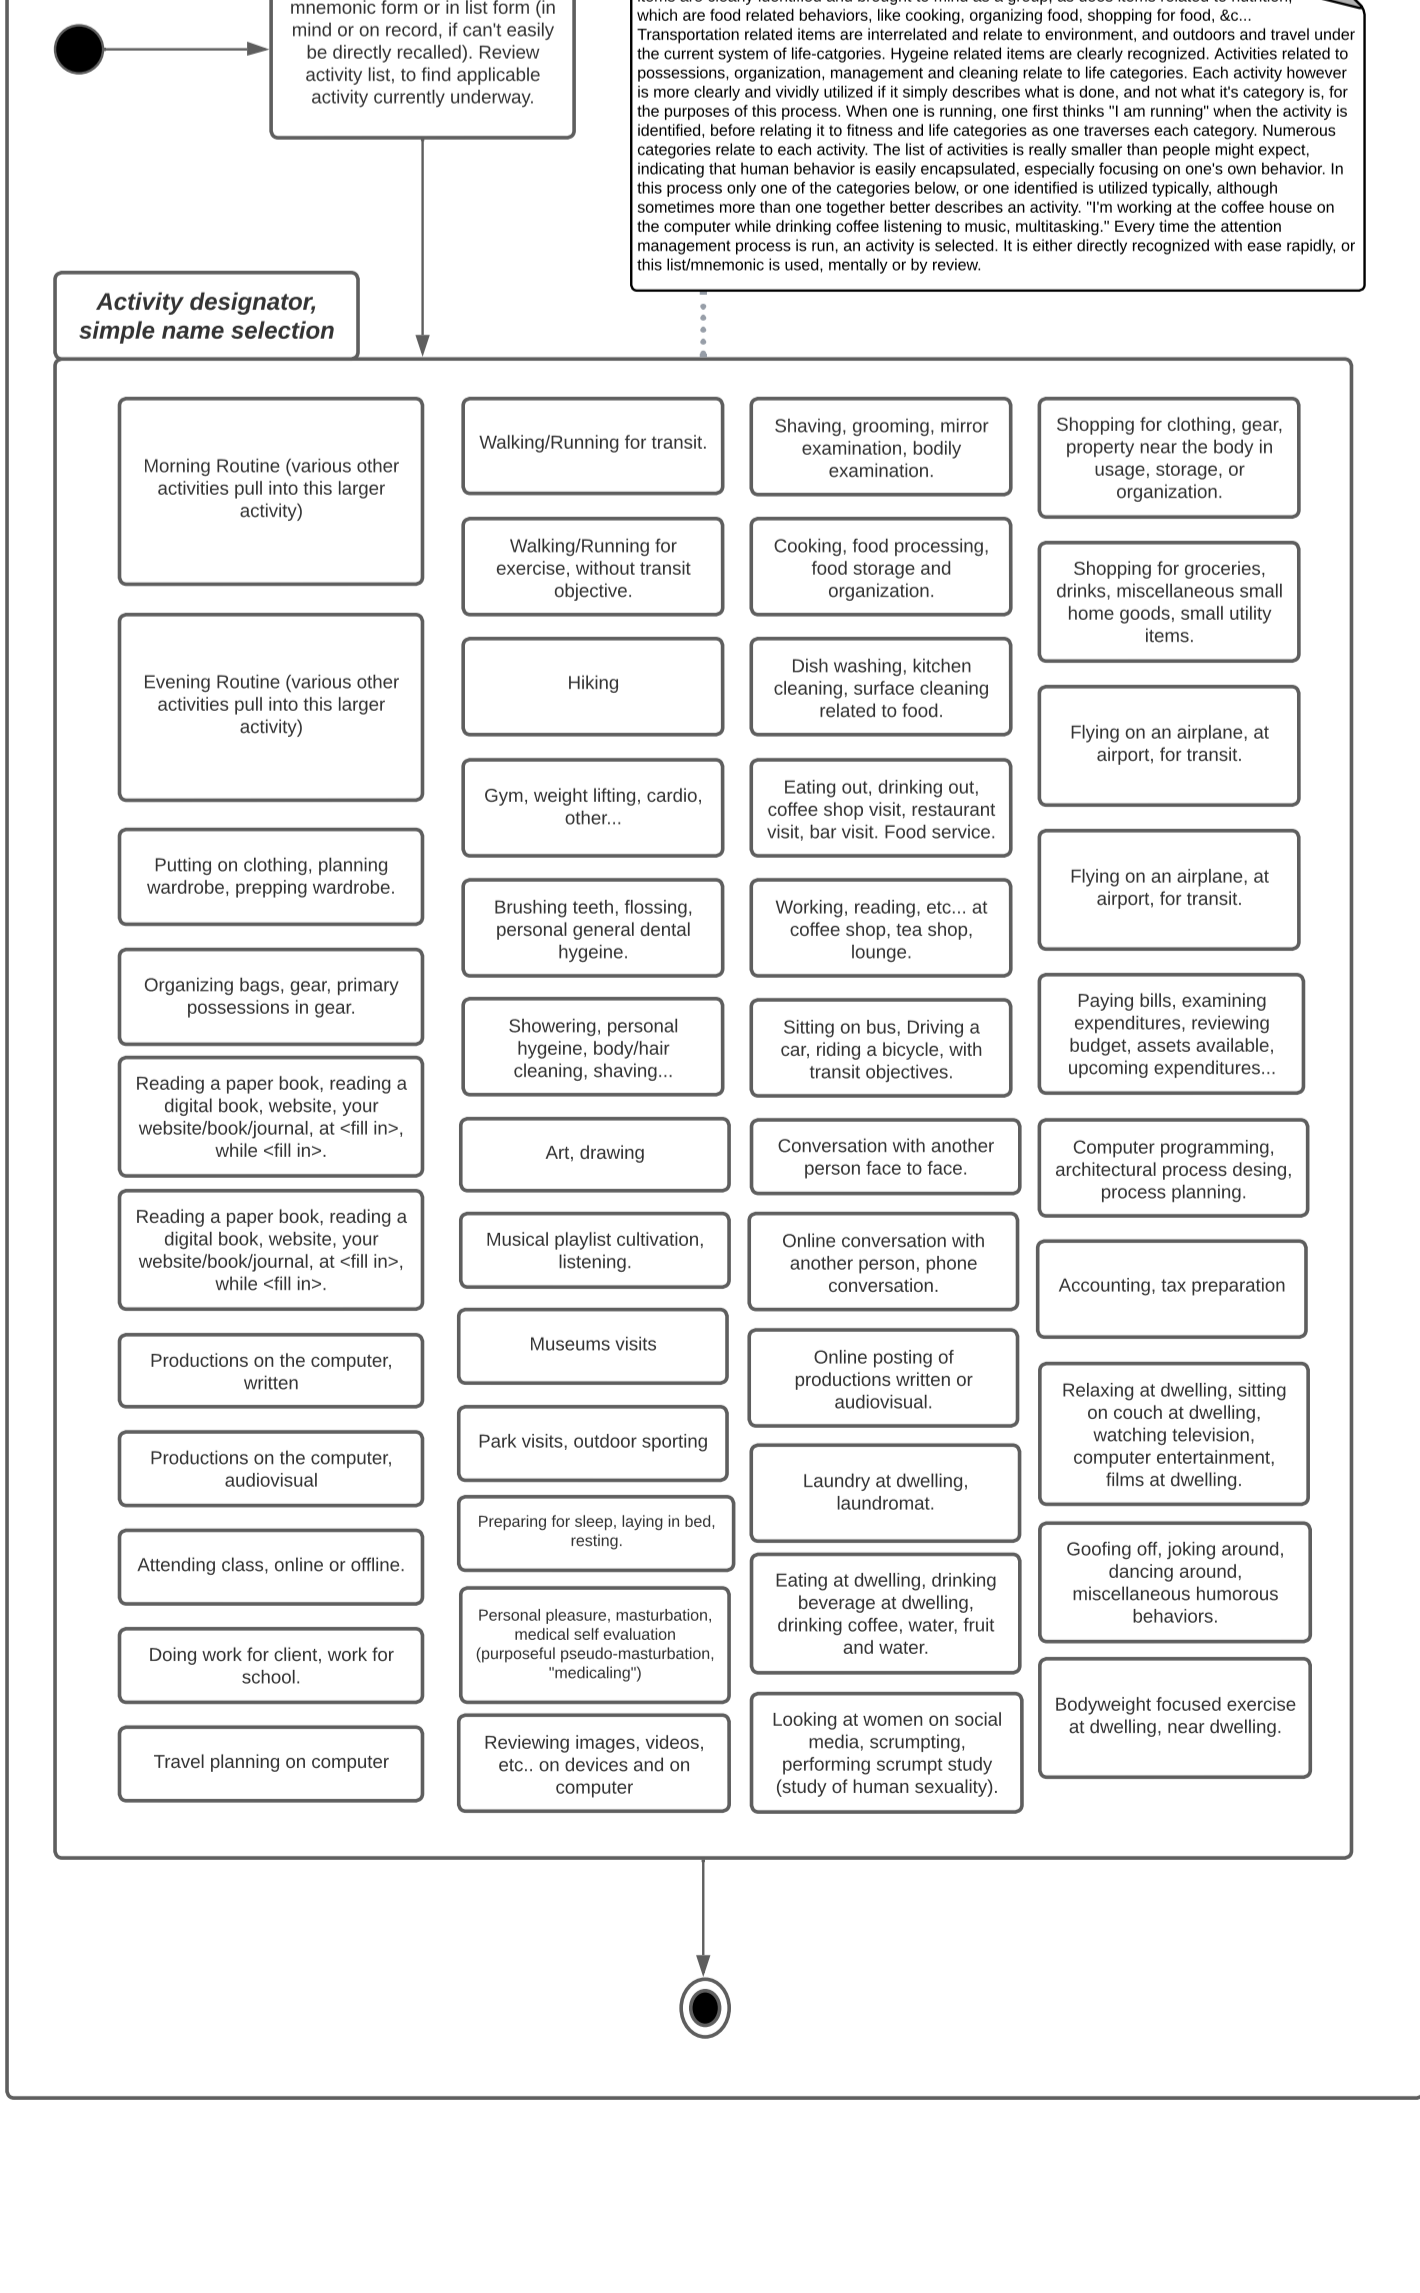 mnemonic form or in list form (in
mind or on record, if can't easily
be directly recalled). Review
activity list, to find applicable
activity currently underway.
items are clearly identified and brought to mind as a group, as does items related to nutrition,
which are food related behaviors, like cooking, organizing food, shopping for food, &c...
Transportation related items are interrelated and relate to environment, and outdoors and travel under
the current system of life-catgories. Hygeine related items are clearly recognized. Activities related to
possessions, organization, management and cleaning relate to life categories. Each activity however
is more clearly and vividly utilized if it simply describes what is done, and not what it's category is, for
the purposes of this process. When one is running, one first thinks "I am running" when the activity is
identified, before relating it to fitness and life categories as one traverses each category. Numerous
categories relate to each activity. The list of activities is really smaller than people might expect,
indicating that human behavior is easily encapsulated, especially focusing on one's own behavior. In
this process only one of the categories below, or one identified is utilized typically, although
sometimes more than one together better describes an activity. "I'm working at the coffee house on
the computer while drinking coffee listening to music, multitasking." Every time the attention
management process is run, an activity is selected. It is either directly recognized with ease rapidly, or
this list/mnemonic is used, mentally or by review.
Activity designator,
simple name selection
Morning Routine (various other
activities pull into this larger
activity)
Evening Routine (various other
activities pull into this larger
activity)
Putting on clothing, planning
wardrobe, prepping wardrobe.
Organizing bags, gear, primary
possessions in gear.
Reading a paper book, reading a
digital book, website, your
website/book/journal, at <fill in>,
while <fill in>.
Reading a paper book, reading a
digital book, website, your
website/book/journal, at <fill in>,
while <fill in>.
Productions on the computer,
written
Productions on the computer,
audiovisual
Attending class, online or offline.
Doing work for client, work for
school.
Travel planning on computer
Walking/Running for transit.
Walking/Running for
exercise, without transit
objective.
Hiking
Gym, weight lifting, cardio,
other...
Brushing teeth, flossing,
personal general dental
hygeine.
Showering, personal
hygeine, body/hair
cleaning, shaving...
Art, drawing
Musical playlist cultivation,
listening.
Museums visits
Park visits, outdoor sporting
Preparing for sleep, laying in bed,
resting.
Personal pleasure, masturbation,
medical self evaluation
(purposeful pseudo-masturbation,
"medicaling")
Reviewing images, videos,
etc.. on devices and on
computer
Shaving, grooming, mirror
examination, bodily
examination.
Cooking, food processing,
food storage and
organization.
Dish washing, kitchen
cleaning, surface cleaning
related to food.
Eating out, drinking out,
coffee shop visit, restaurant
visit, bar visit. Food service.
Working, reading, etc... at
coffee shop, tea shop,
lounge.
Sitting on bus, Driving a
car, riding a bicycle, with
transit objectives.
Conversation with another
person face to face.
Online conversation with
another person, phone
conversation.
Online posting of
productions written or
audiovisual.
Laundry at dwelling,
laundromat.
Eating at dwelling, drinking
beverage at dwelling,
drinking coffee, water, fruit
and water.
Looking at women on social
media, scrumpting,
performing scrumpt study
(study of human sexuality).
Shopping for clothing, gear,
property near the body in
usage, storage, or
organization.
Shopping for groceries,
drinks, miscellaneous small
home goods, small utility
items.
Flying on an airplane, at
airport, for transit.
Flying on an airplane, at
airport, for transit.
Paying bills, examining
expenditures, reviewing
budget, assets available,
upcoming expenditures...
Computer programming,
architectural process desing,
process planning.
Accounting, tax preparation
Relaxing at dwelling, sitting
on couch at dwelling,
watching television,
computer entertainment,
films at dwelling.
Goofing off, joking around,
dancing around,
miscellaneous humorous
behaviors.
Bodyweight focused exercise
at dwelling, near dwelling.